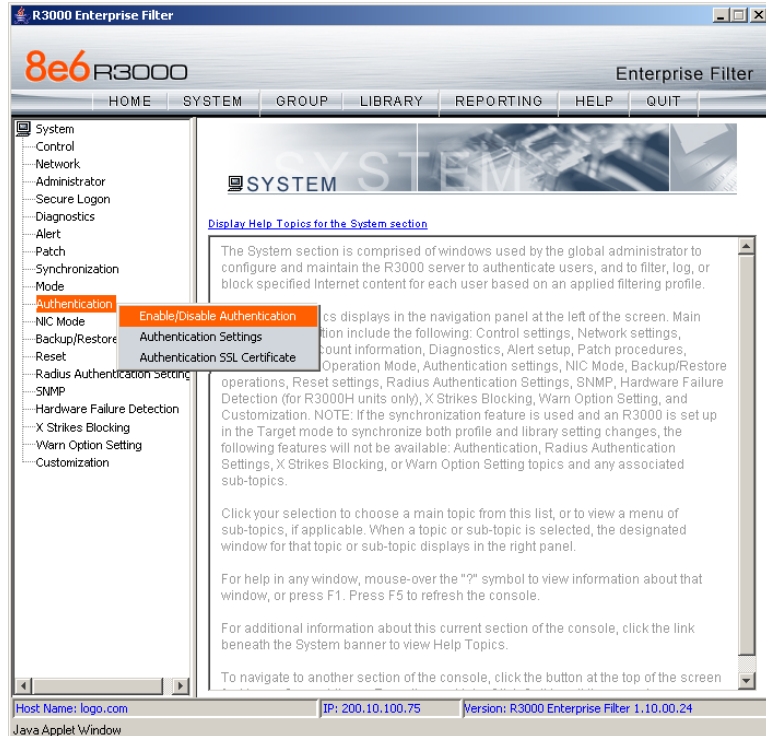 R3000 Enterprise Filter
8e6 R3000
Enterprise Filter
HOME SYSTEM GROUP LIBRARY REPORTING HELP QUIT
System
Control
Network
Administrator
Secure Logon
Diagnostics
Alert
Patch
Synchronization
Mode
Authentication
NIC Mode
Backup/Restore
Reset
Radius Authentication Setting
SNMP
Hardware Failure Detection
X Strikes Blocking
Warn Option Setting
Customization
Enable/Disable Authentication
Authentication Settings
Authentication SSL Certificate
SYSTEM
SYSTEM
Display Help Topics for the System section
The System section is comprised of windows used by the global administrator to
configure and maintain the R3000 server to authenticate users, and to filter, log, or
block specified Internet content for each user based on an applied filtering profile.
cs displays in the navigation panel at the left of the screen. Main
tion include the following: Control settings, Network settings,
count information, Diagnostics, Alert setup, Patch procedures,
Operation Mode, Authentication settings, NIC Mode, Backup/Restore
operations, Reset settings, Radius Authentication Settings, SNMP, Hardware Failure
Detection (for R3000H units only), X Strikes Blocking, Warn Option Setting, and
Customization. NOTE: If the synchronization feature is used and an R3000 is set up
in the Target mode to synchronize both profile and library setting changes, the
following features will not be available: Authentication, Radius Authentication
Settings, X Strikes Blocking, or Warn Option Setting topics and any associated
sub-topics.
Click your selection to choose a main topic from this list, or to view a menu of
sub-topics, if applicable. When a topic or sub-topic is selected, the designated
window for that topic or sub-topic displays in the right panel.
For help in any window, mouse-over the "?" symbol to view information about that
window, or press F1. Press F5 to refresh the console.
For additional information about this current section of the console, click the link
beneath the System banner to view Help Topics.
To navigate to another section of the console, click the button at the top of the screen
Host Name: logo.com
IP: 200.10.100.75
Version: R3000 Enterprise Filter 1.10.00.24
Java Applet Window